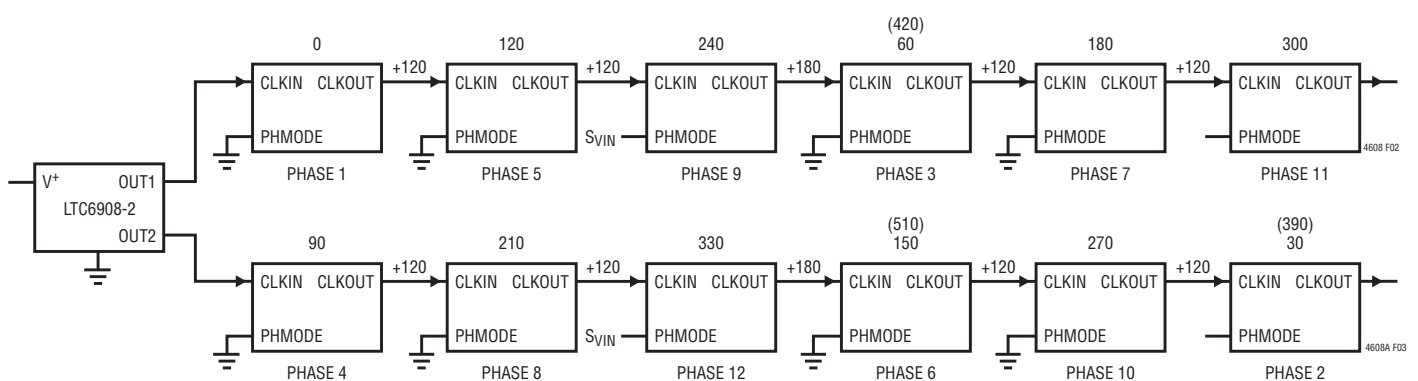 (420)
0 120 240 60 180 300
CLKIN CLKOUT +120 CLKIN CLKOUT +120 CLKIN CLKOUT +180 CLKIN CLKOUT +120 CLKIN CLKOUT +120 CLKIN CLKOUT
PHMODE PHMODE SVIN PHMODE PHMODE PHMODE PHMODE
4608 F02
PHASE 1 PHASE 5 PHASE 9 PHASE 3 PHASE 7 PHASE 11
V+ OUT1
LTC6908-2
OUT2
(510) (390)
90 210 330 150 270 30
CLKIN CLKOUT +120 CLKIN CLKOUT +120 CLKIN CLKOUT +180 CLKIN CLKOUT +120 CLKIN CLKOUT +120 CLKIN CLKOUT
PHMODE PHMODE SVIN PHMODE PHMODE PHMODE PHMODE
4608A F03
PHASE 4 PHASE 8 PHASE 12 PHASE 6 PHASE 10 PHASE 2